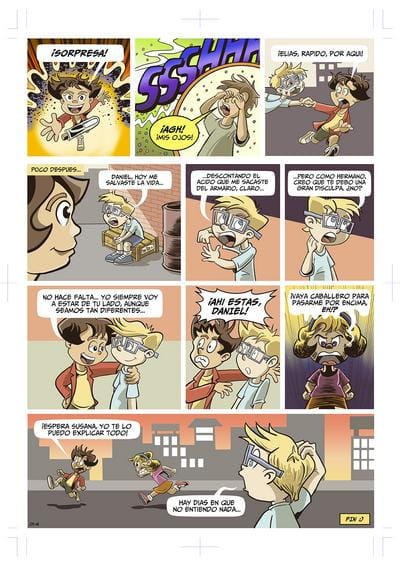 ¡SORPRESA!
SSSSHHHH
¡AGH!
¡MIS OJOS!
¡ELIAS, RAPIDO, POR AQUI!
POCO DESPUES...
DANIEL, HOY ME
SALVASTE LA VIDA...
...DESCONTANDO EL
ACIDO QUE ME SACASTE
DEL ARMARIO, CLARO...
...PERO COMO HERMANO,
CREO QUE TE DEBO UNA
GRAN DISCULPA, ¿NO?
NO HACE FALTA... YO SIEMPRE VOY
A ESTAR DE TU LADO, AUNQUE
SEAMOS TAN DIFERENTES...
¡AHI ESTAS,
DANIEL!
¡VAYA CABALLERO PARA
PASARME POR ENCIMA,
EH!?
¡ESPERA SUSANA, YO TE LO
PUEDO EXPLICAR TODO!
HAY DIAS EN QUE
NO ENTIENDO NADA...
FIN :)